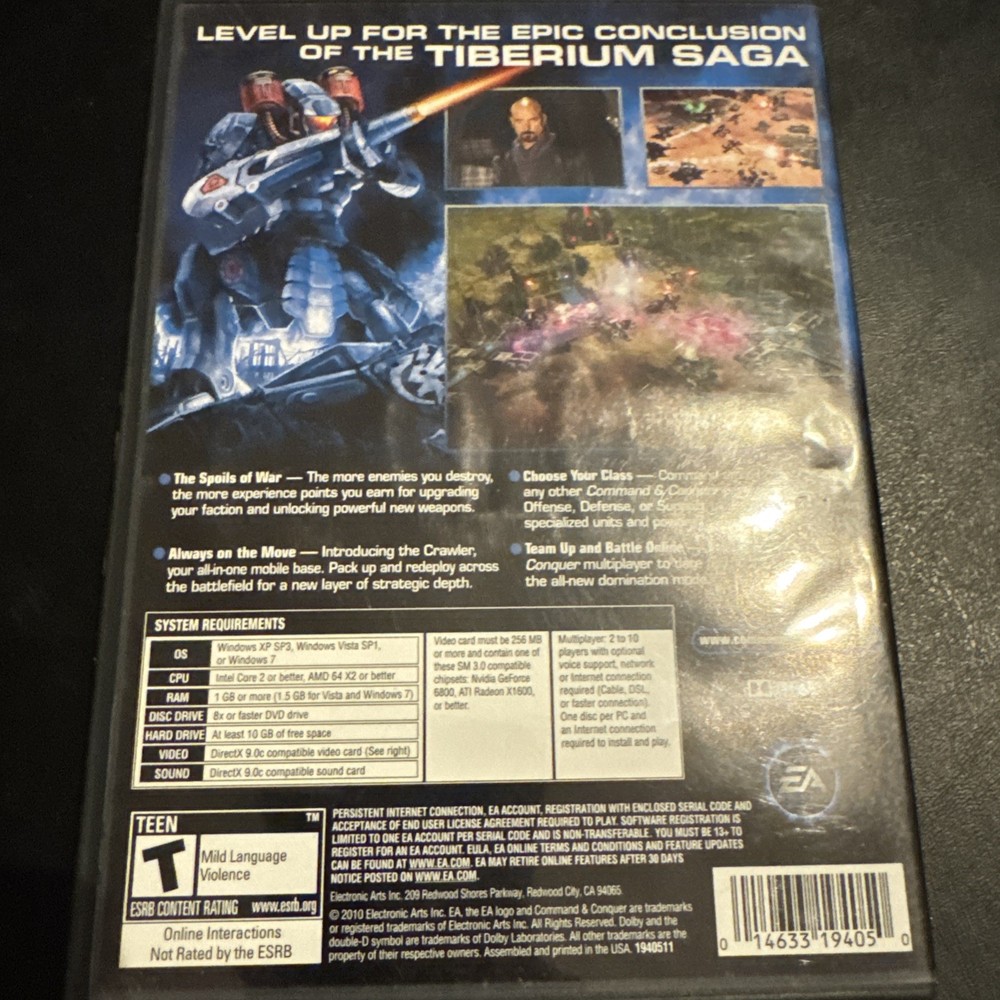 LEVEL UP FOR THE EPIC CONCLUSION
OF THE TIBERIUM SAGA
The Spoils of War — The more enemies you destroy,
the more experience points you earn for upgrading
your faction and unlocking powerful new weapons.
Always on the Move — Introducing the Crawler,
your all-in-one mobile base. Pack up and redeploy across
the battlefield for a new layer of strategic depth.
Choose Your Class —
any other Command &
Offense, Defense, or
specialized units and
Team Up and Battle Online —
Conquer multiplayer to
the all-new domination
SYSTEM REQUIREMENTS
OS Windows XP SP3, Windows Vista SP1,
or Windows 7
CPU Intel Core 2 or better, AMD 64 X2 or better
RAM 1 GB or more (1.5 GB for Vista and Windows 7)
DISC DRIVE 8x or faster DVD drive
HARD DRIVE At least 10 GB of free space
VIDEO DirectX 9.0c compatible video card (See right)
SOUND DirectX 9.0c compatible sound card
Video card must be 256 MB
or more and contain one of
these SM 3.0 compatible
chipsets: Nvidia GeForce
6800, ATI Radeon X1600,
or better.
Multiplayer: 2 to 10
players with optional
voice support, network
or Internet connection
required (Cable, DSL,
or faster connection).
One disc per PC and
an Internet connection
required to install and play.
EA
TEEN TM
T
Mild Language
Violence
ESRB CONTENT RATING www.esrb.org
Online Interactions
Not Rated by the ESRB
PERSISTENT INTERNET CONNECTION, EA ACCOUNT, REGISTRATION WITH ENCLOSED SERIAL CODE AND
ACCEPTANCE OF END USER LICENSE AGREEMENT REQUIRED TO PLAY. SOFTWARE REGISTRATION IS
LIMITED TO ONE EA ACCOUNT PER SERIAL CODE AND IS NON-TRANSFERABLE. YOU MUST BE 13+ TO
REGISTER FOR AN EA ACCOUNT. EULA, EA ONLINE TERMS AND CONDITIONS AND FEATURE UPDATES
CAN BE FOUND AT WWW.EA.COM. EA MAY RETIRE ONLINE FEATURES AFTER 30 DAYS
NOTICE POSTED ON WWW.EA.COM.
Electronic Arts Inc. 209 Redwood Shores Parkway, Redwood City, CA 94065
© 2010 Electronic Arts Inc. EA, the EA logo and Command & Conquer are trademarks
or registered trademarks of Electronic Arts Inc. All Rights Reserved. Dolby and the
double-D symbol are trademarks of Dolby Laboratories. All other trademarks are the
property of their respective owners. Assembled and printed in the USA. 1940511
0 14633 19405 0